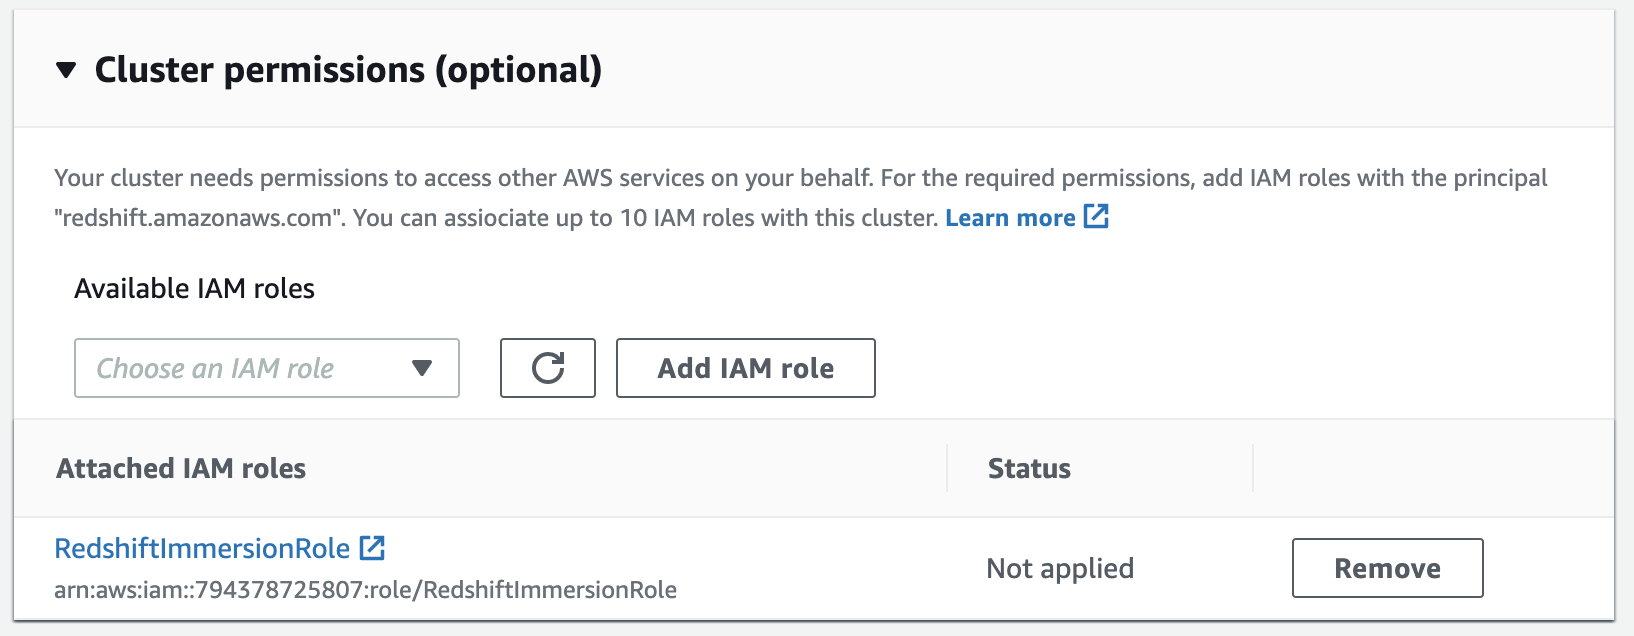 Cluster permissions (optional)
Your cluster needs permissions to access other AWS services on your behalf. For the required permissions, add IAM roles with the principal
"redshift.amazonaws.com". You can assiociate up to 10 IAM roles with this cluster. Learn more
Available IAM roles
Choose an IAM role
Add IAM role
Attached IAM roles
Status
RedshiftImmersionRole
arn:aws:iam::794378725807:role/RedshiftImmersionRole
Not applied
Remove